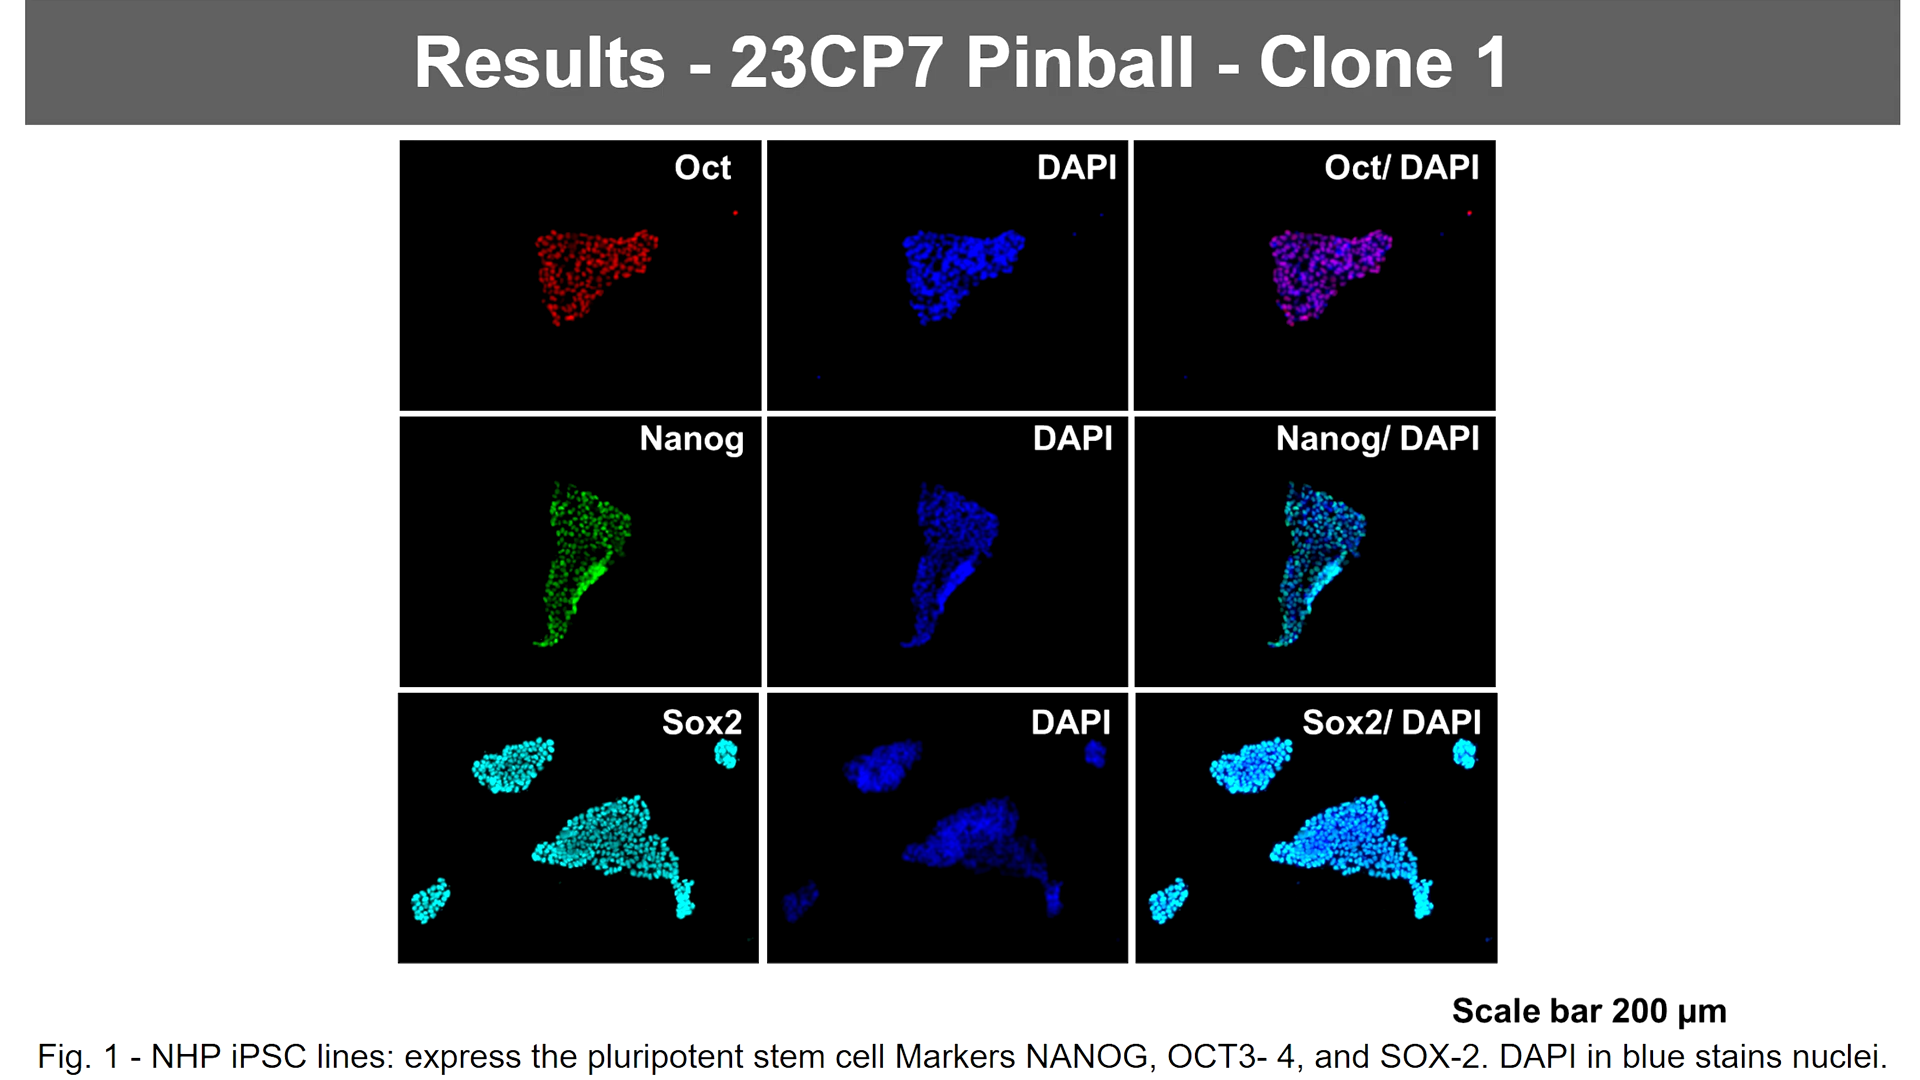 Results - 23CP7 Pinball - Clone 1
Oct
DAPI
Oct/ DAPI
Nanog
DAPI
Nanog/ DAPI
Sox2
DAPI
Sox2/ DAPI
Scale bar 200 µm
Fig. 1 - NHP iPSC lines: express the pluripotent stem cell Markers NANOG, OCT3- 4, and SOX-2. DAPI in blue stains nuclei.